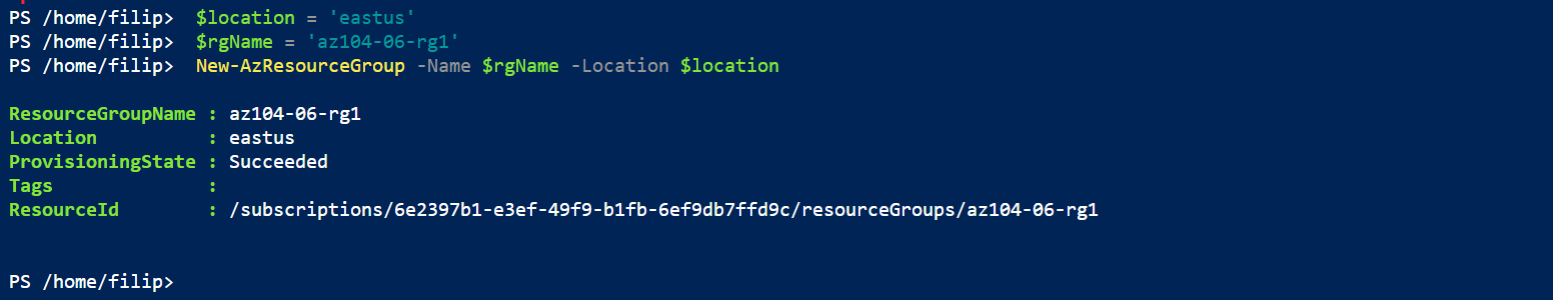 PS /home/filip>  $location = 'eastus'
PS /home/filip>  $rgName = 'az104-06-rg1'
PS /home/filip>  New-AzResourceGroup -Name $rgName -Location $location
ResourceGroupName : az104-06-rg1
Location          : eastus
ProvisioningState : Succeeded
Tags              :
ResourceId        : /subscriptions/6e2397b1-e3ef-49f9-b1fb-6ef9db7ffd9c/resourceGroups/az104-06-rg1
PS /home/filip>